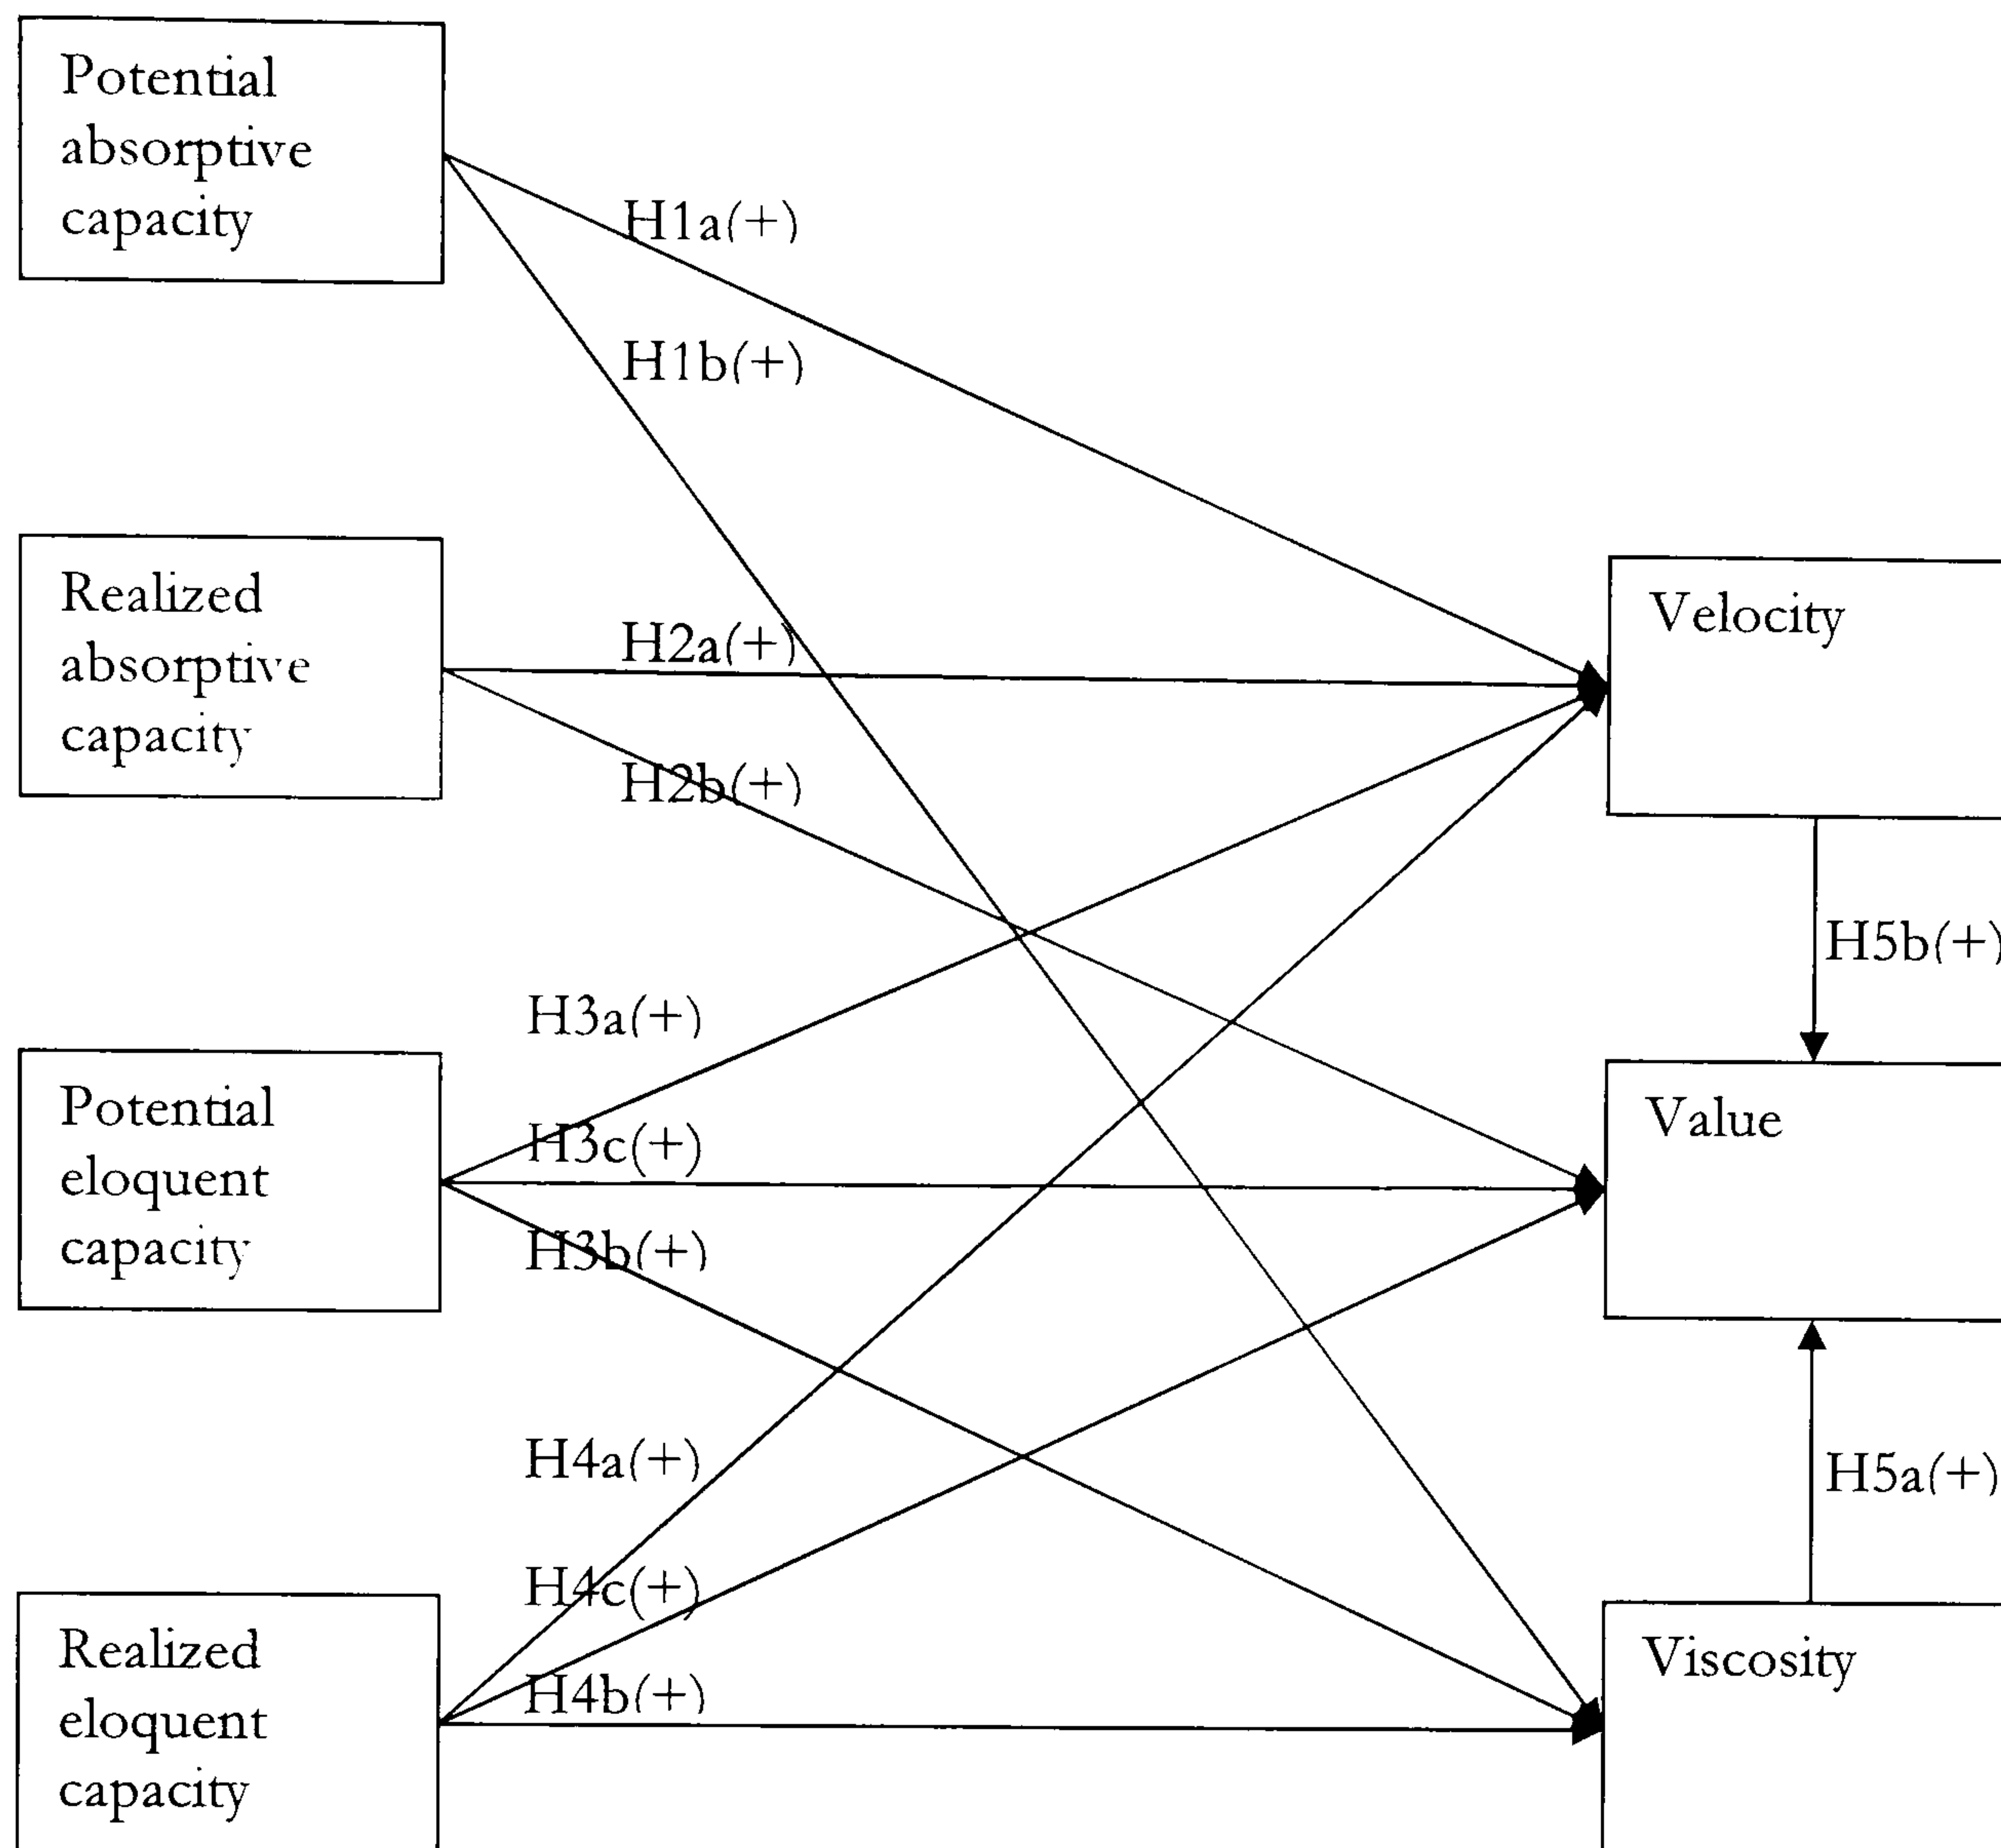 Potential
absorptive
capacity
H1a(+)
H1b(+)
Realized
absorptive
capacity
H2a(+)
H2b(+)
Velocity
H5b(+)
Potential
eloquent
capacity
H3a(+)
H3c(+)
H3b(+)
Value
H5a(+)
Realized
eloquent
capacity
H4a(+)
H4c(+)
H4b(+)
Viscosity